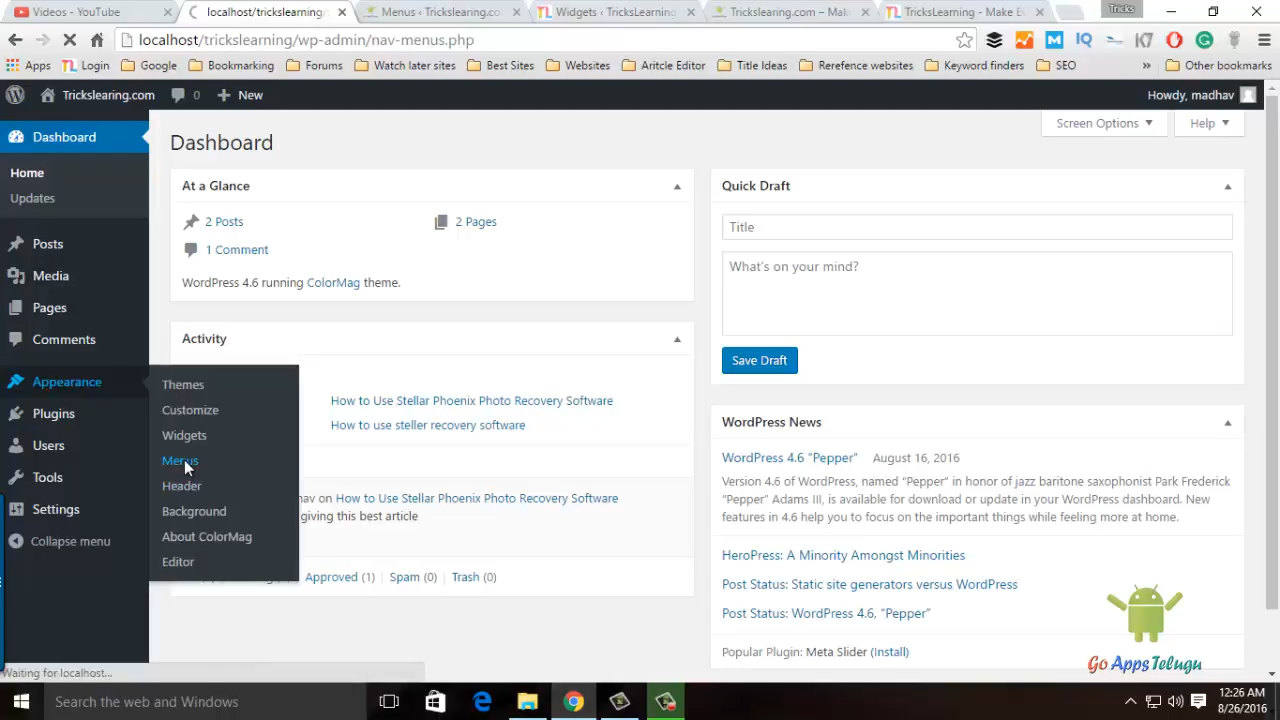 Videos - YouTube
localhost/trickslearning/
Menus ‹ Trickslearing.co
Widgets ‹ TricksLearning
Trickslearing.com – Make
TricksLearning - Make B
Tricks
localhost/trickslearning/wp-admin/nav-menus.php
Apps
Login
Google
Bookmarking
Forums
Watch later sites
Best Sites
Websites
Aritcle Editor
Title Ideas
Rerefence websites
Keyword finders
SEO
»
Other bookmarks
Trickslearing.com
0
New
Howdy, madhav
Dashboard
Home
Updates
Posts
Media
Pages
Comments
Appearance
Plugins
Users
Tools
Settings
Collapse menu
Themes
Customize
Widgets
Menus
Header
Background
About ColorMag
Editor
Dashboard
Screen Options
Help
At a Glance
2 Posts
2 Pages
1 Comment
WordPress 4.6 running ColorMag theme.
Activity
How to Use Stellar Phoenix Photo Recovery Software
How to use steller recovery software
on How to Use Stellar Phoenix Photo Recovery Software
giving this best article
Approved (1)
Spam (0)
Trash (0)
Quick Draft
Title
What's on your mind?
Save Draft
WordPress News
WordPress 4.6 “Pepper” August 16, 2016
Version 4.6 of WordPress, named “Pepper” in honor of jazz baritone saxophonist Park Frederick
“Pepper” Adams III, is available for download or update in your WordPress dashboard. New
features in 4.6 help you to focus on the important things while feeling more at home.
HeroPress: A Minority Amongst Minorities
Post Status: Static site generators versus WordPress
Post Status: WordPress 4.6, “Pepper”
Popular Plugin: Meta Slider (Install)
Go AppsTelugu
Waiting for localhost...
Search the web and Windows
12:26 AM
8/26/2016